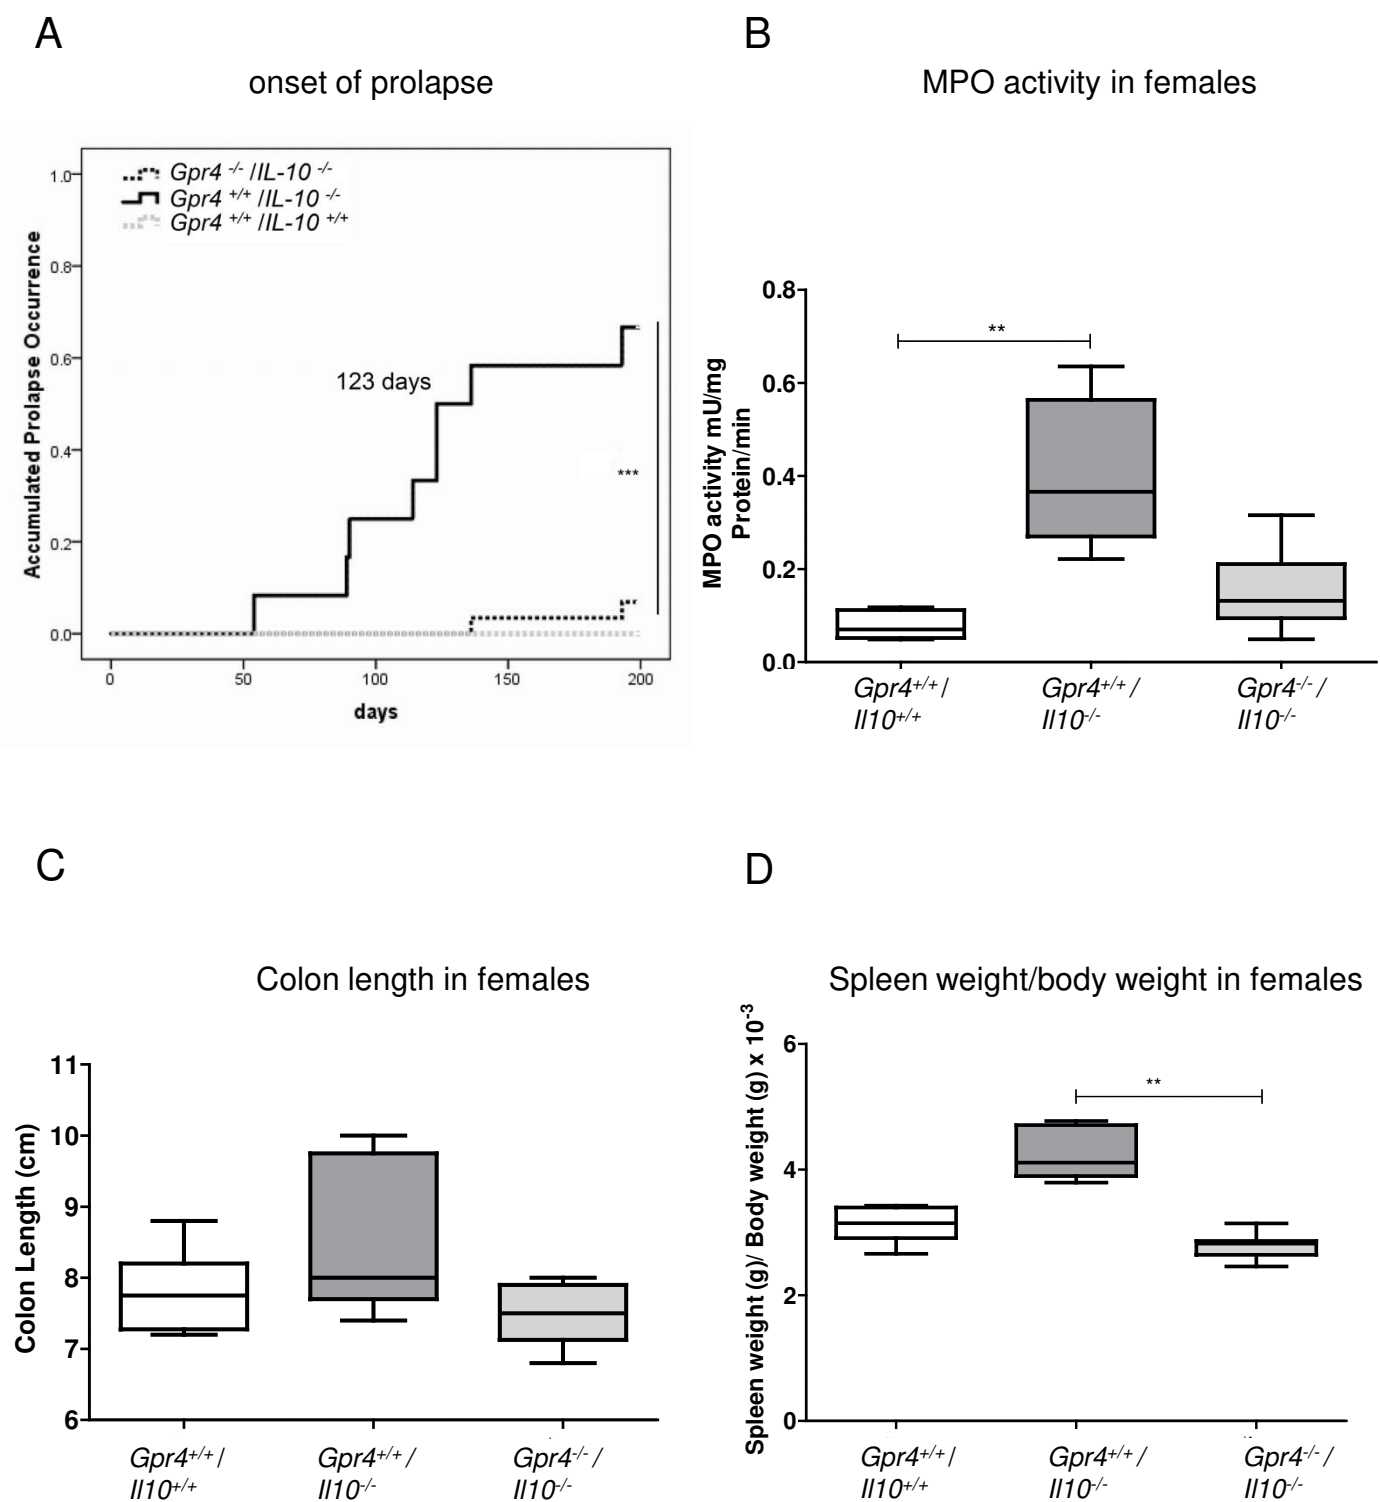 A
onset of prolapse
Accumulated Prolapse Occurrence
1.0
0.8
0.6
0.4
0.2
0.0
Gpr4 -/- /IL-10 -/-
Gpr4 +/+ /IL-10 -/-
Gpr4 +/+ /IL-10 +/+
123 days
***
0 50 100 150 200
days
B
MPO activity in females
MPO activity mU/mg
Protein/min
0.8
0.6
0.4
0.2
0.0
**
Gpr4+/+/ Gpr4+/+/ Gpr4-/-/
Il10+/+ Il10-/- Il10-/-
C
Colon length in females
Colon Length (cm)
11
10
9
8
7
6
Gpr4+/+/ Gpr4+/+/ Gpr4-/-/
Il10+/+ Il10-/- Il10-/-
D
Spleen weight/body weight in females
Spleen weight (g)/ Body weight (g) x 10-3
6
4
2
0
**
Gpr4+/+/ Gpr4+/+/ Gpr4-/-/
Il10+/+ Il10-/- Il10-/-